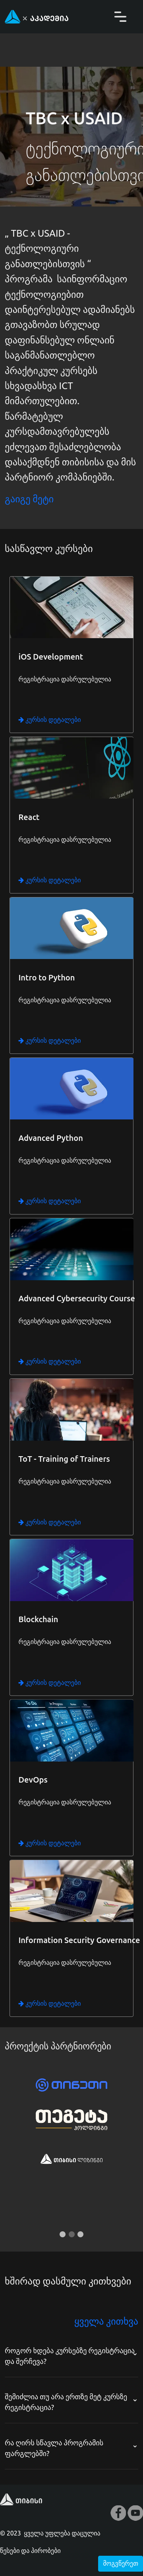 × ᲐᲙᲐᲓᲔᲛᲘᲐ
TBC x USAID
ტექნოლოგიური
განათლებისთვი
„ TBC x USAID -
ტექნოლოგიური
განათლებისთვის “
პროგრამა საინფორმაციო
ტექნოლოგიებით
დაინტერესებულ ადამიანებს
გთავაზობთ სრულად
დაფინანსებულ ონლაინ
საგანმანათლებლო
პრაქტიკულ კურსებს
სხვადასხვა ICT
მიმართულებით.
წარმატებულ
კურსდამთავრებულებს
ეძლევათ შესაძლებლობა
დასაქმდნენ თიბისისა და მის
პარტნიორ კომპანიებში.
გაიგე მეტი
სასწავლო კურსები
iOS Development
რეგისტრაცია დასრულებულია
კურსის დეტალები
React
რეგისტრაცია დასრულებულია
კურსის დეტალები
Intro to Python
რეგისტრაცია დასრულებულია
კურსის დეტალები
Advanced Python
რეგისტრაცია დასრულებულია
კურსის დეტალები
Advanced Cybersecurity Course
რეგისტრაცია დასრულებულია
კურსის დეტალები
ToT - Training of Trainers
რეგისტრაცია დასრულებულია
კურსის დეტალები
Blockchain
რეგისტრაცია დასრულებულია
კურსის დეტალები
DevOps
რეგისტრაცია დასრულებულია
კურსის დეტალები
Information Security Governance
რეგისტრაცია დასრულებულია
კურსის დეტალები
პროექტის პარტნიორები
ᲗᲘᲜᲔᲗᲘ
ᲗᲔᲒᲔᲢᲐ
ᲰᲝᲚᲓᲘᲜᲒᲘ
ᲗᲘᲑᲘᲡᲘ ᲚᲘᲖᲘᲜᲒᲘ
ხშირად დასმული კითხვები
ყველა კითხვა
როგორ ხდება კურსებზე რეგისტრაცია
და შერჩევა?
შემიძლია თუ არა ერთზე მეტ კურსზე
რეგისტრაცია?
რა ღირს სწავლა პროგრამის
ფარგლებში?
ᲗᲘᲑᲘᲡᲘ
© 2023 ყველა უფლება დაცულია
წესები და პირობები
მოგვწერეთ